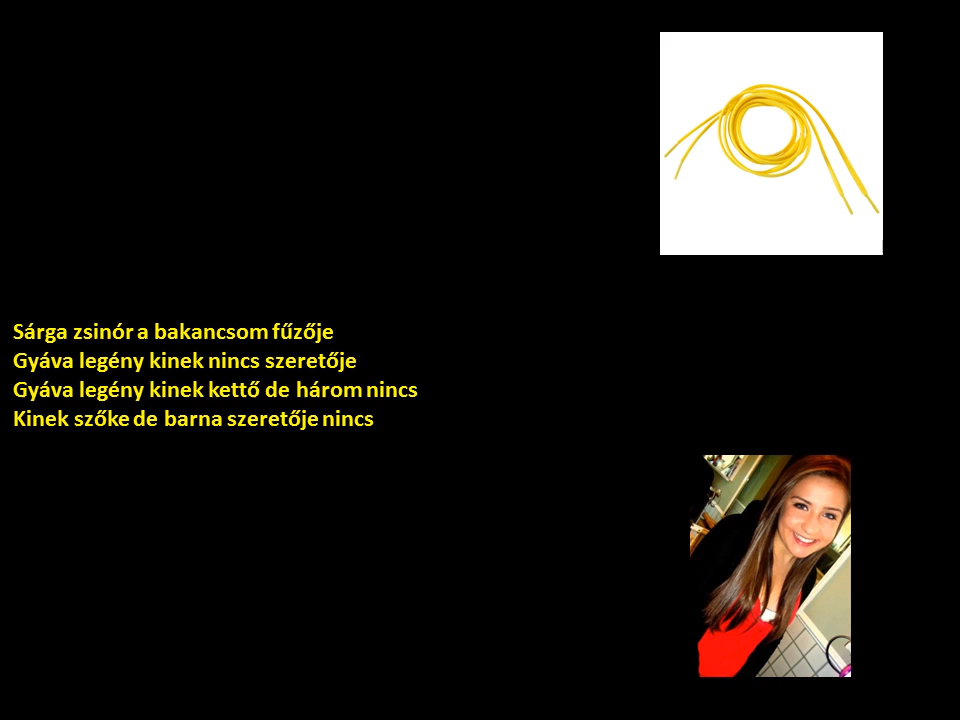 Sárga zsinór a bakancsom fűzője
Gyáva legény kinek nincs szeretője
Gyáva legény kinek kettő de három nincs
Kinek szőke de barna szeretője nincs